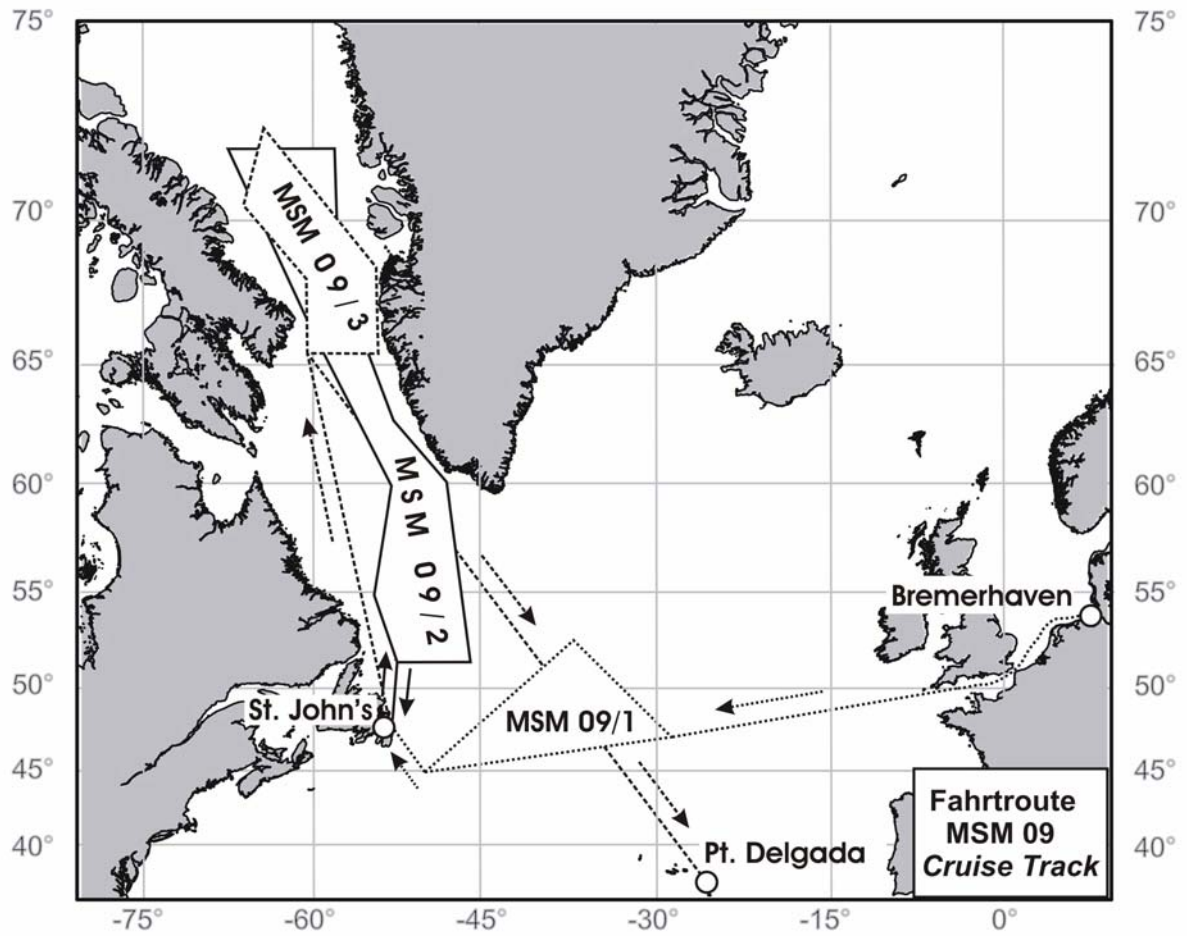 75° 75°
70° 70°
MSM 09/3
65° 65°
60° 60°
MSM 09/2
55° 55°
Bremerhaven
50° 50°
St. John's
MSM 09/1
45° 45°
Fahrtroute
MSM 09
Cruise Track
40° 40°
Pt. Delgada
-75° -60° -45° -30° -15° 0°